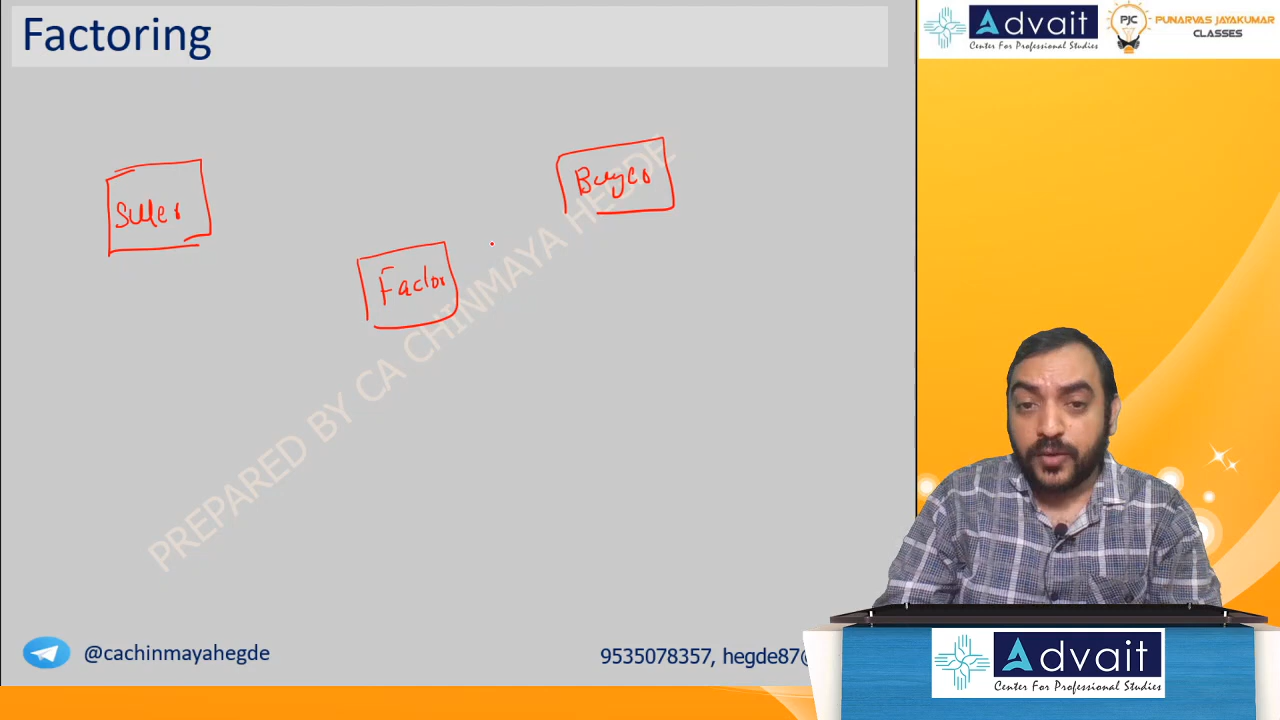 Factoring
Advait
Center For Professional Studies
PJC
PUNARVAS JAYAKUMAR
CLASSES
Seller
Buyer
Factor
PREPARED BY CA CHINMAYA HEGDE
@cachinmayahegde
9535078357, hegde87@
Advait
Center For Professional Studies